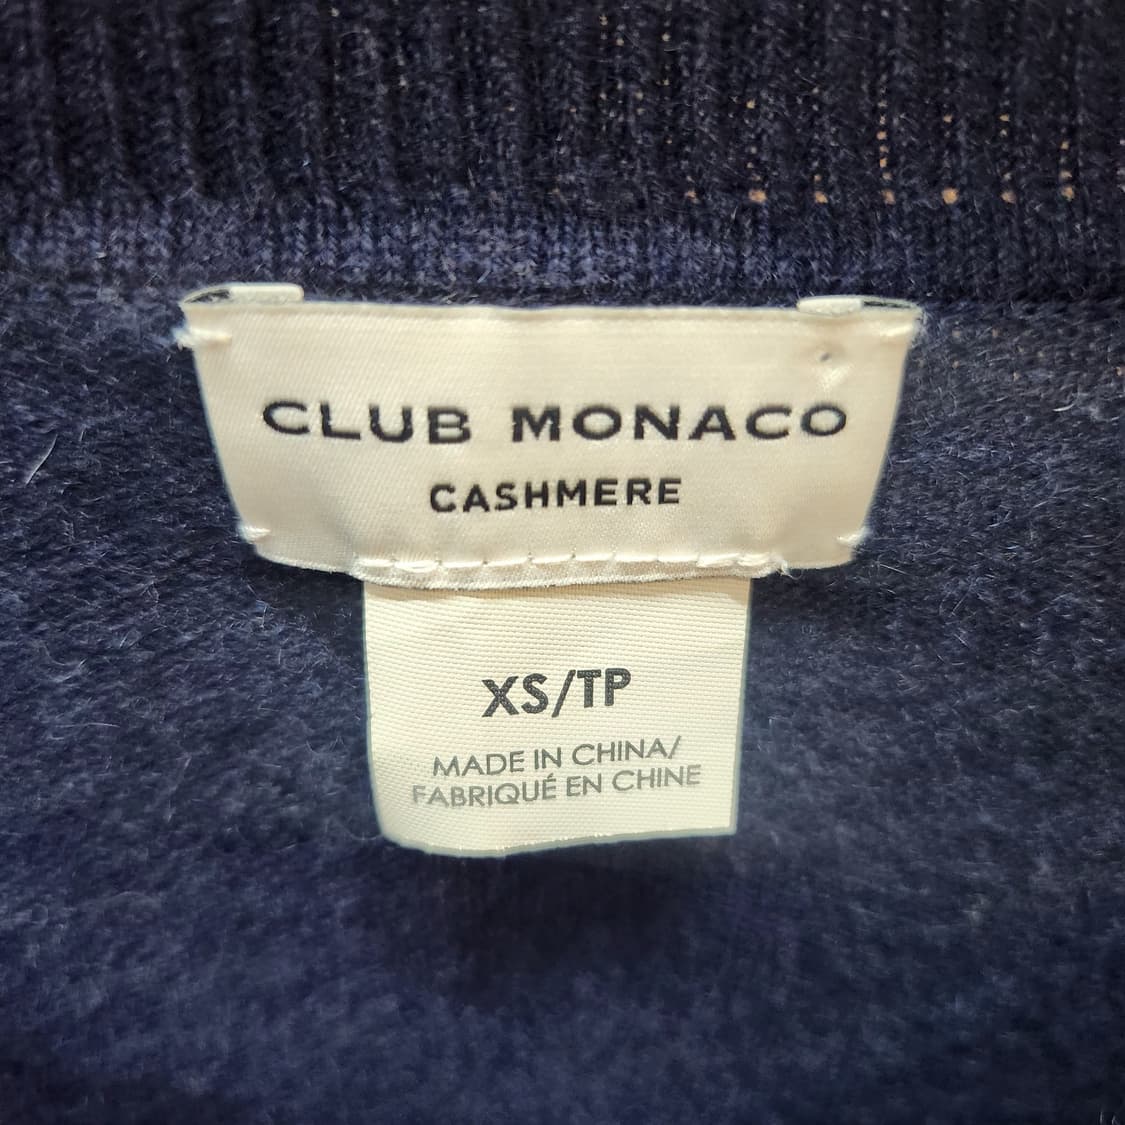 CLUB MONACO
CASHMERE
XS/TP
MADE IN CHINA/
FABRIQUÉ EN CHINE